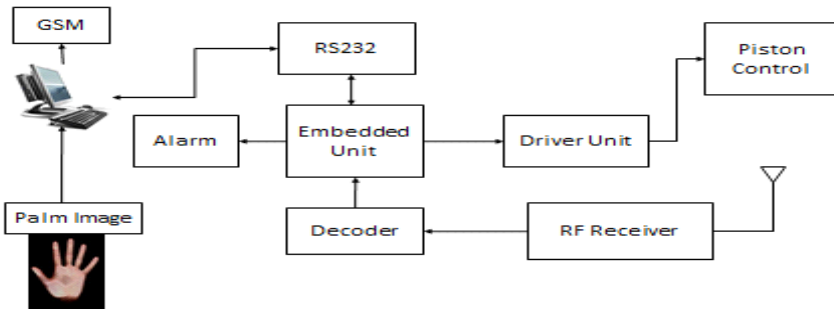 GSM
RS232
Piston
Control
Alarm
Embedded
Unit
Driver Unit
Palm Image
Decoder
RF Receiver